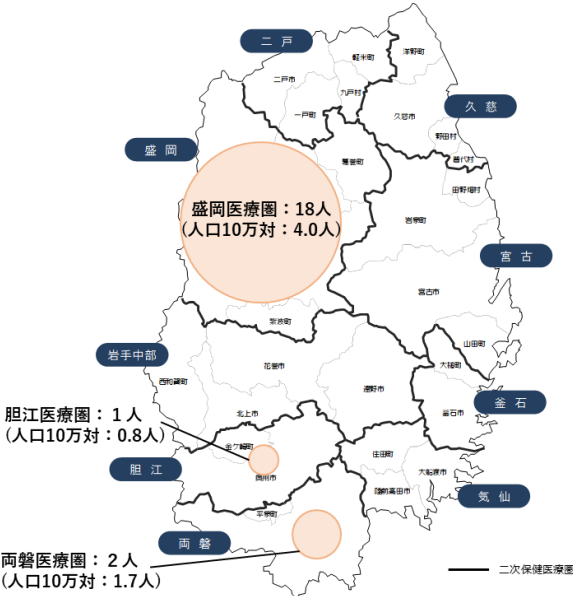 二 戸
軽米町
洋野町
二戸市
九戸村
一戸町
久慈市
久 慈
野田村
普代村
盛 岡
葛巻町
田野畑村
盛岡医療圏：18人
(人口10万対：4.0人)
岩泉町
宮 古
宮古市
紫波町
山田町
岩手中部
大槌町
花巻市
西和賀町
遠野市
釜 石
北上市
釜石市
胆江医療圏：１人
(人口10万対：0.8人)
金ケ崎町
住田町
胆 江
奥州市
大船渡市
陸前高田市
気 仙
平泉町
両 磐
両磐医療圏：２人
(人口10万対：1.7人)
二次保健医療圏